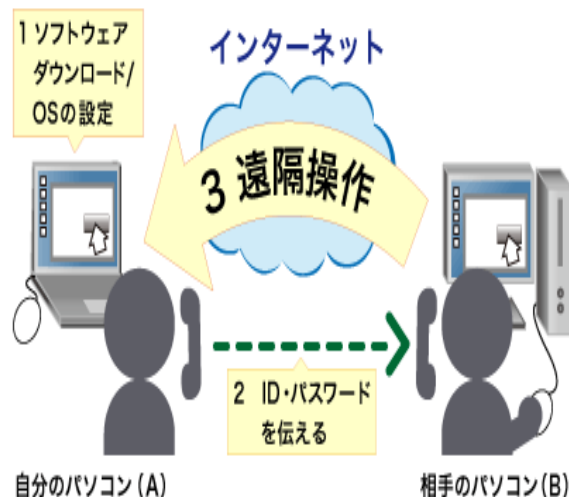 1 ソフトウェア
ダウンロード/
OSの設定
インターネット
3 遠隔操作
2 ID・パスワード
を伝える
自分のパソコン(A)
相手のパソコン(B)